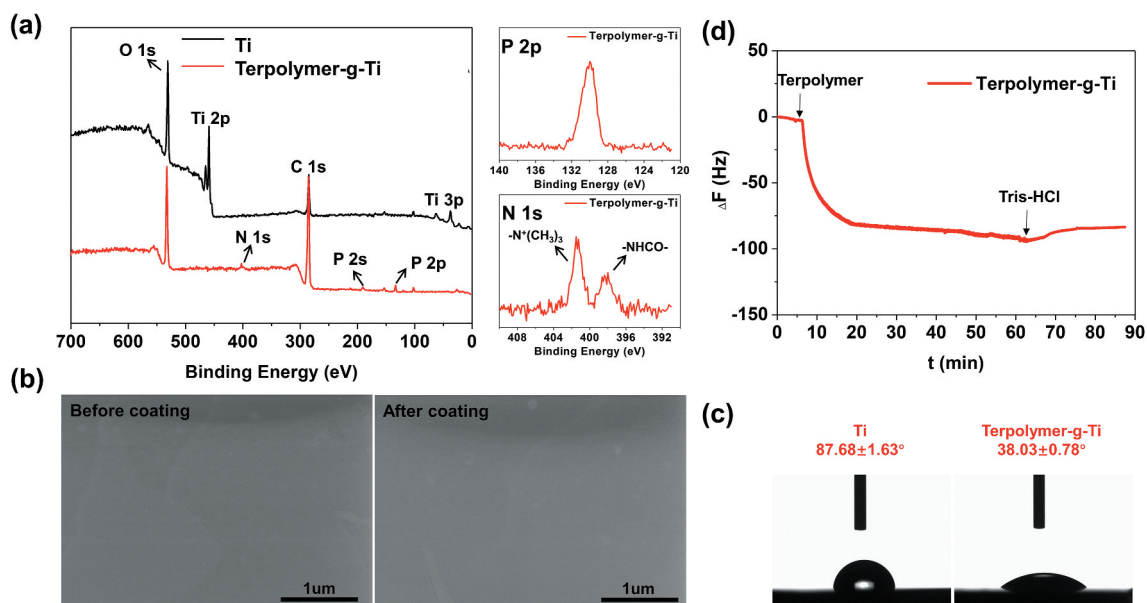 (a)
Ti
Terpolymer-g-Ti
O 1s
Ti 2p
C 1s
Ti 3p
N 1s
P 2s
P 2p
700 600 500 400 300 200 100 0
Binding Energy (eV)
P 2p
Terpolymer-g-Ti
140 136 132 128 124 120
Binding Energy (eV)
N 1s
Terpolymer-g-Ti
-N⁺(CH₃)₃
-NHCO-
408 404 400 396 392
Binding Energy (eV)
(d)
50
0
-50
-100
-150
ΔF (Hz)
Terpolymer
Terpolymer-g-Ti
Tris-HCl
0 10 20 30 40 50 60 70 80 90
t (min)
(b)
Before coating
1um
After coating
1um
(c)
Ti
87.68±1.63°
Terpolymer-g-Ti
38.03±0.78°